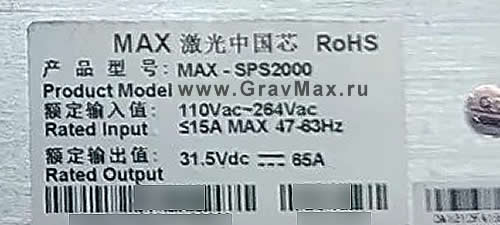 MAX 激光中国芯 RoHS
产品型号: MAX-SPS2000
Product Model www.GravMax.ru
额定输入值: 110Vac~264Vac
Rated Input ≤15A MAX 47-63Hz
额定输出值: 31.5Vdc ⎓ 65A
Rated Output